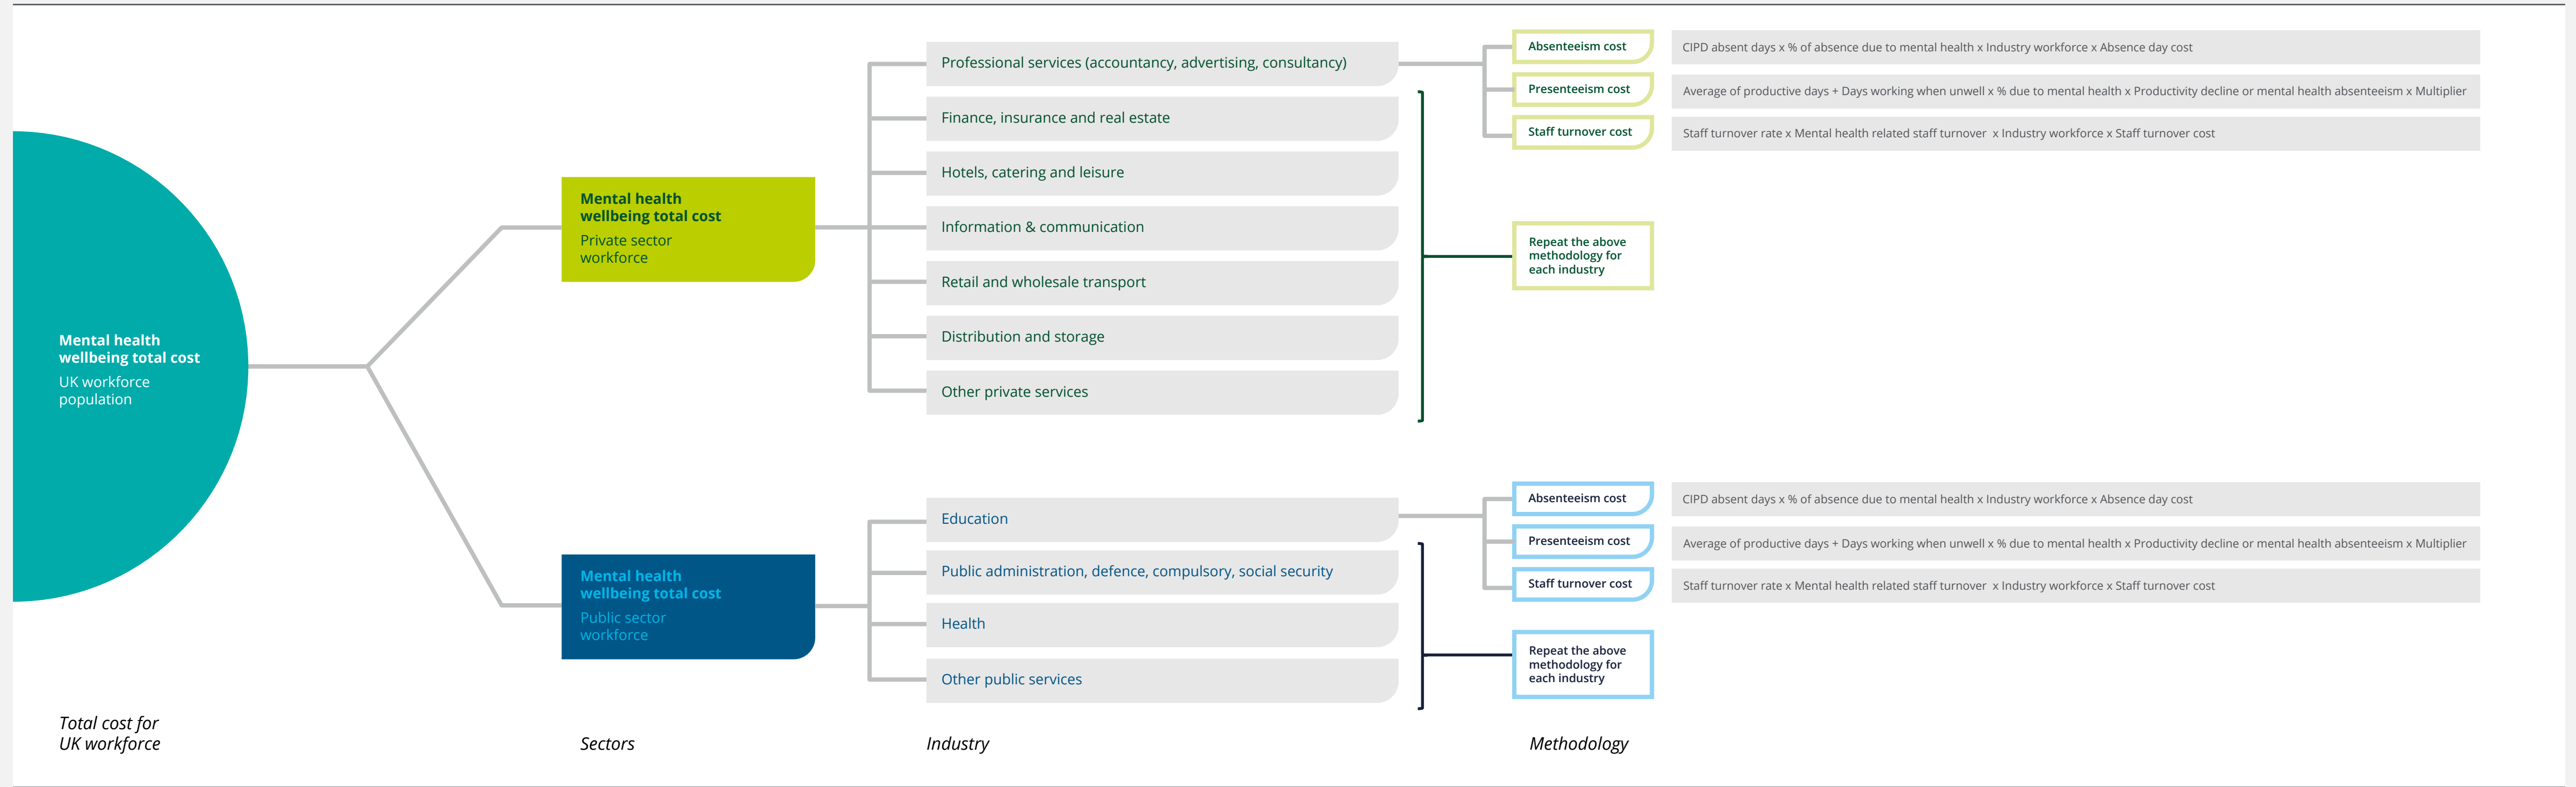 Mental health
wellbeing total cost
UK workforce
population
Total cost for
UK workforce
Mental health
wellbeing total cost
Private sector
workforce
Mental health
wellbeing total cost
Public sector
workforce
Sectors
Professional services (accountancy, advertising, consultancy)
Finance, insurance and real estate
Hotels, catering and leisure
Information & communication
Retail and wholesale transport
Distribution and storage
Other private services
Education
Public administration, defence, compulsory, social security
Health
Other public services
Industry
Absenteeism cost
CIPD absent days x % of absence due to mental health x Industry workforce x Absence day cost
Presenteeism cost
Average of productive days + Days working when unwell x % due to mental health x Productivity decline or mental health absenteeism x Multiplier
Staff turnover cost
Staff turnover rate x Mental health related staff turnover x Industry workforce x Staff turnover cost
Repeat the above
methodology for
each industry
Absenteeism cost
CIPD absent days x % of absence due to mental health x Industry workforce x Absence day cost
Presenteeism cost
Average of productive days + Days working when unwell x % due to mental health x Productivity decline or mental health absenteeism x Multiplier
Staff turnover cost
Staff turnover rate x Mental health related staff turnover x Industry workforce x Staff turnover cost
Repeat the above
methodology for
each industry
Methodology